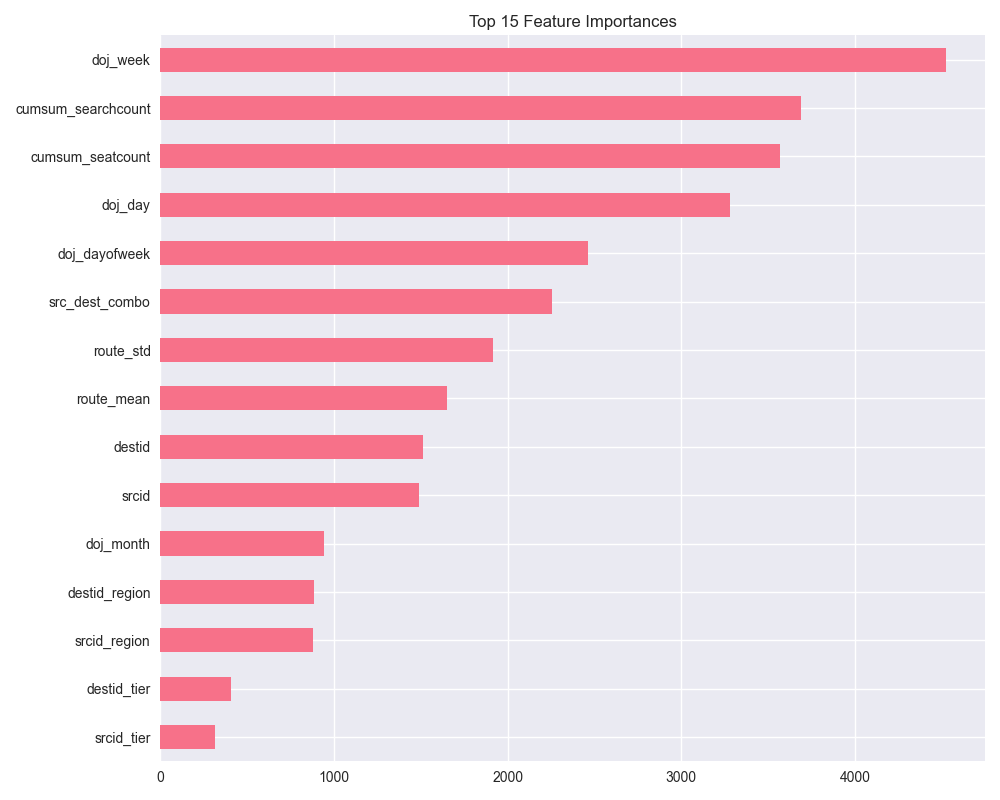 Top 15 Feature Importances
doj_week
cumsum_searchcount
cumsum_seatcount
doj_day
doj_dayofweek
src_dest_combo
route_std
route_mean
destid
srcid
doj_month
destid_region
srcid_region
destid_tier
srcid_tier
0 1000 2000 3000 4000